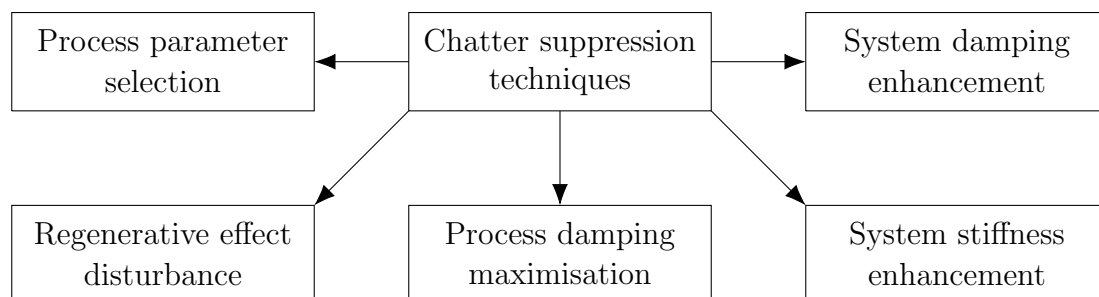 Process parameter
selection
Chatter suppression
techniques
System damping
enhancement
Regenerative effect
disturbance
Process damping
maximisation
System stiffness
enhancement